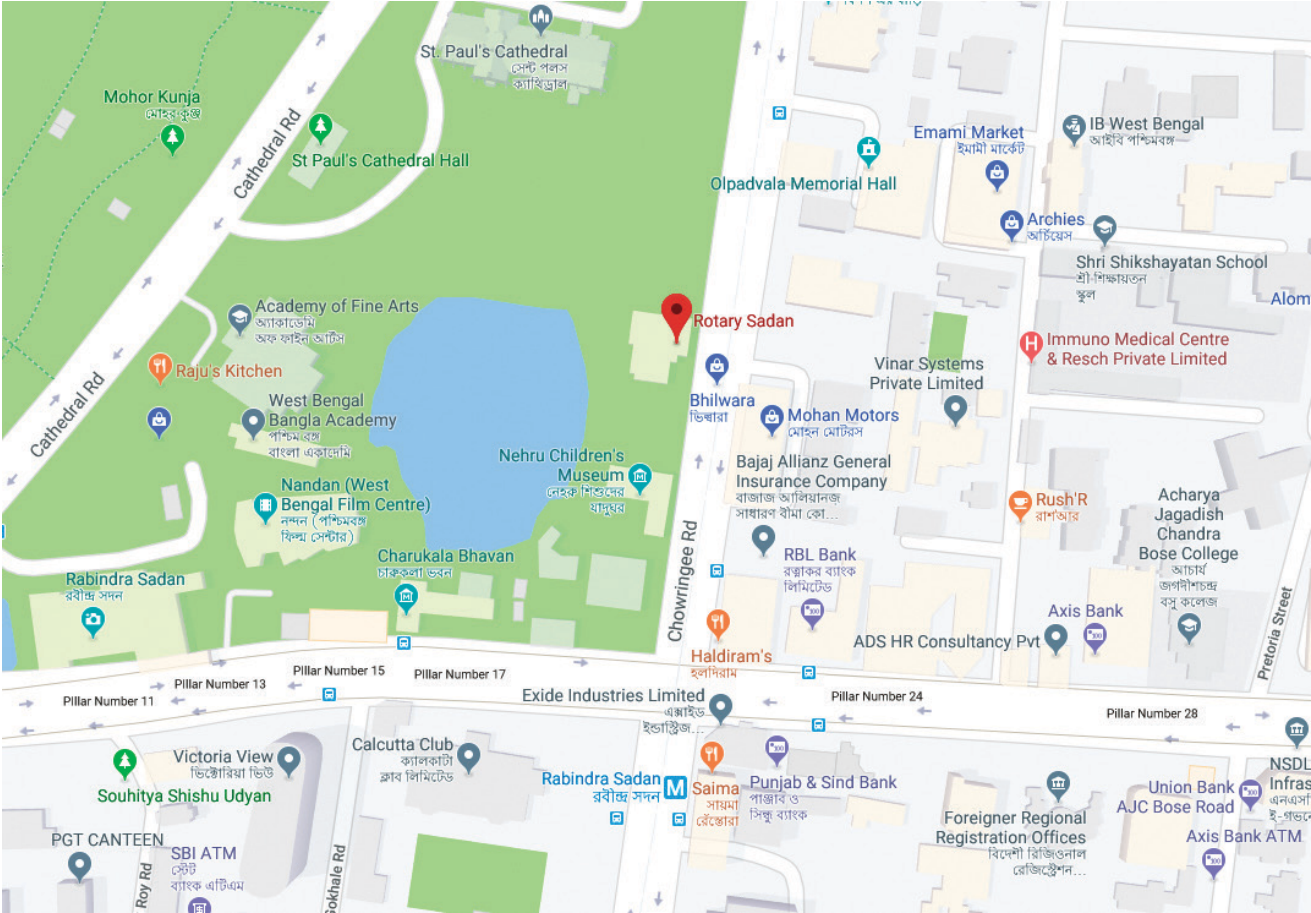 St. Paul's Cathedral
সেন্ট পলস
ক্যাথিড্রাল
Mohor Kunja
মোহর কুঞ্জ
Cathedral Rd
St Paul's Cathedral Hall
Emami Market
ইমামী মার্কেট
IB West Bengal
আইবি পশ্চিমবঙ্গ
Olpadvala Memorial Hall
Archies
আর্চিয়েস
Shri Shikshayatan School
শ্রী শিক্ষায়তন
স্কুল
Alom
Academy of Fine Arts
অ্যাকাডেমি
অফ ফাইন আর্টস
Rotary Sadan
Immuno Medical Centre
& Resch Private Limited
H
Raju's Kitchen
Vinar Systems
Private Limited
Cathedral Rd
West Bengal
Bangla Academy
পশ্চিম বঙ্গ
বাংলা একাদেমি
Bhilwara
Mohan Motors
মোহন মোটরস
Nehru Children's
Museum
নেহরু শিশুদের
যাদুঘর
Bajaj Allianz General
Insurance Company
বাজাজ আলিয়ানজ
সাধারণ বীমা কো...
Nandan (West
Bengal Film Centre)
নন্দন (পশ্চিমবঙ্গ
ফিল্ম সেন্টার)
Rush'R
রাশ'আর
Acharya
Jagadish
Chandra
Bose College
আচার্য
জগদীশচন্দ্র
বসু কলেজ
Charukala Bhavan
চারুকলা ভবন
Chowringee Rd
RBL Bank
রত্নাকর ব্যাংক
লিমিটেড
Rabindra Sadan
রবীন্দ্র সদন
Axis Bank
Pretoria Street
Haldiram's
হলদিরাম
ADS HR Consultancy Pvt
Pillar Number 15
Pillar Number 17
Pillar Number 13
Pillar Number 11
Exide Industries Limited
এক্সাইড
ইন্ডাস্ট্রিজ...
Pillar Number 24
Pillar Number 28
Victoria View
ভিক্টোরিয়া ভিউ
Calcutta Club
ক্যালকাটা
ক্লাব লিমিটেড
Souhitya Shishu Udyan
Rabindra Sadan
রবীন্দ্র সদন
M
Saima
সায়মা
রেঁস্তোরা
Punjab & Sind Bank
পাঞ্জাব ও
সিন্ধু ব্যাংক
NSDL
Infras
Union Bank
AJC Bose Road
Foreigner Regional
Registration Offices
বিদেশী রিজিওনাল
রেজিস্ট্রেশন...
Axis Bank ATM
PGT CANTEEN
SBI ATM
স্টেট
ব্যাংক এটিএম
Roy Rd
Gokhale Rd